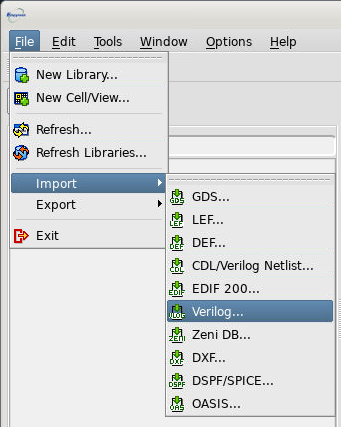 File Edit Tools Window Options Help
New Library...
New Cell/View...
Refresh...
Refresh Libraries...
Import
Export
Exit
GDS...
LEF...
DEF...
CDL/Verilog Netlist...
EDIF 200...
Verilog...
Zeni DB...
DXF...
DSPF/SPICE...
OASIS...